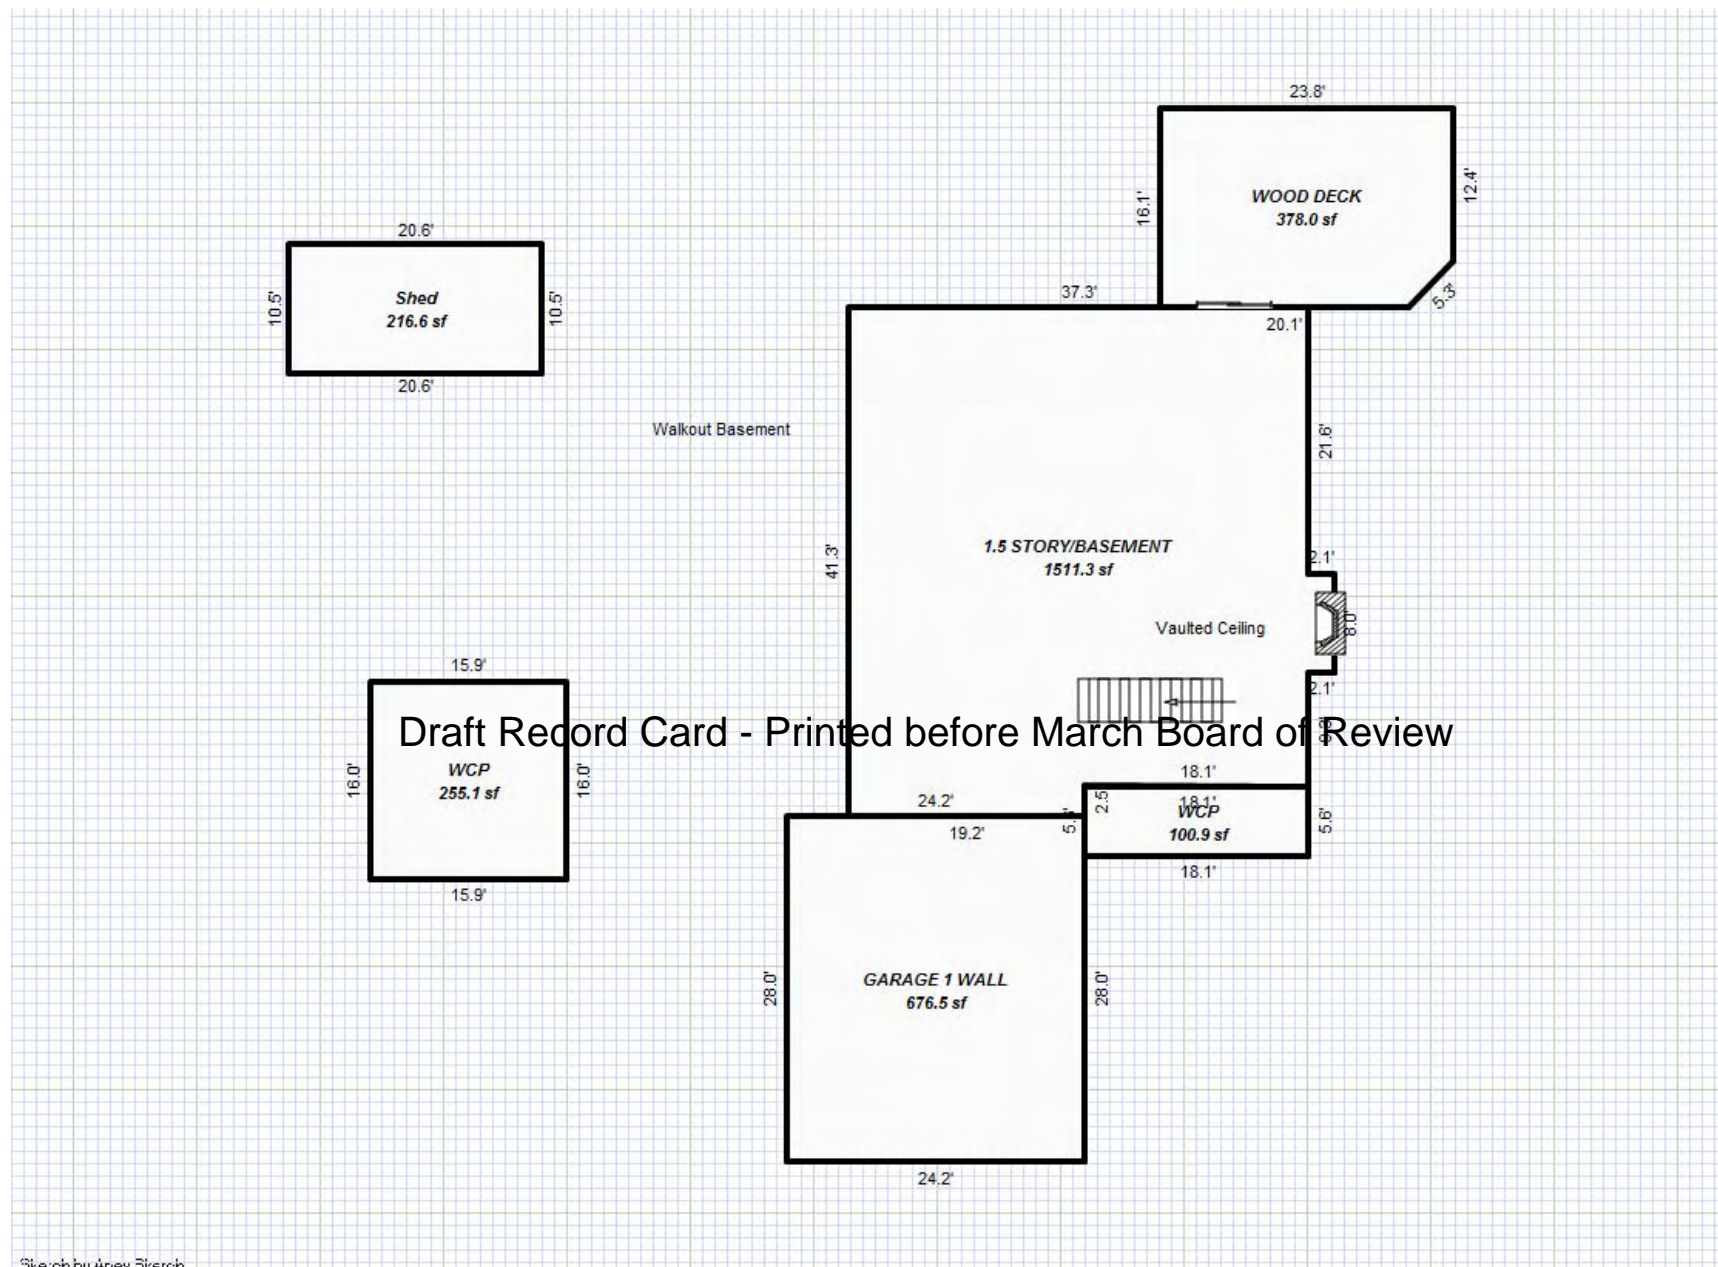 23.8'
WOOD DECK
378.0 sf
16.1'
12.4'
5.3'
20.6'
Shed
216.6 sf
10.5'
10.5'
20.6'
37.3'
20.1'
Walkout Basement
21.6'
41.3'
1.5 STORY/BASEMENT
1511.3 sf
2.1'
8.0'
Vaulted Ceiling
2.1'
15.9'
WCP
255.1 sf
16.0'
16.0'
15.9'
Draft Record Card - Printed before March Board of Review
18.1'
24.2'
2.5
18.1'
WCP
100.9 sf
5.6'
19.2'
18.1'
GARAGE 1 WALL
676.5 sf
28.0'
28.0'
24.2'